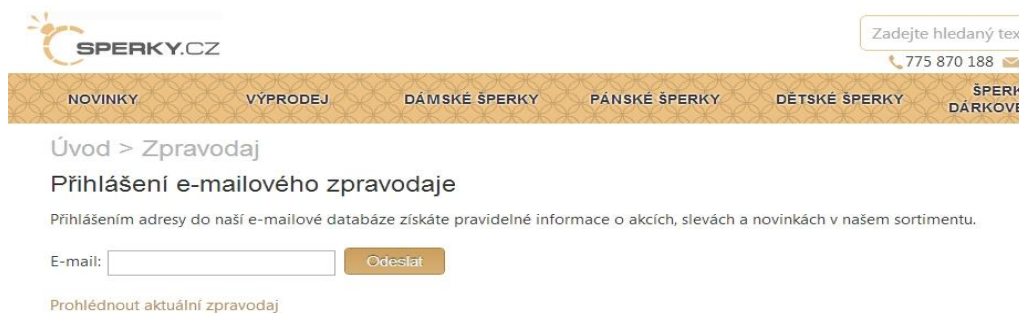 SPERKY.CZ
Zadejte hledaný tex
775 870 188
NOVINKY VÝPRODEJ DÁMSKÉ ŠPERKY PÁNSKÉ ŠPERKY DĚTSKÉ ŠPERKY ŠPERK
DÁRKOVÉ
Úvod > Zpravodaj
Přihlášení e-mailového zpravodaje
Přihlášením adresy do naší e-mailové databáze získáte pravidelné informace o akcích, slevách a novinkách v našem sortimentu.
E-mail: Odeslat
Prohlédnout aktuální zpravodaj